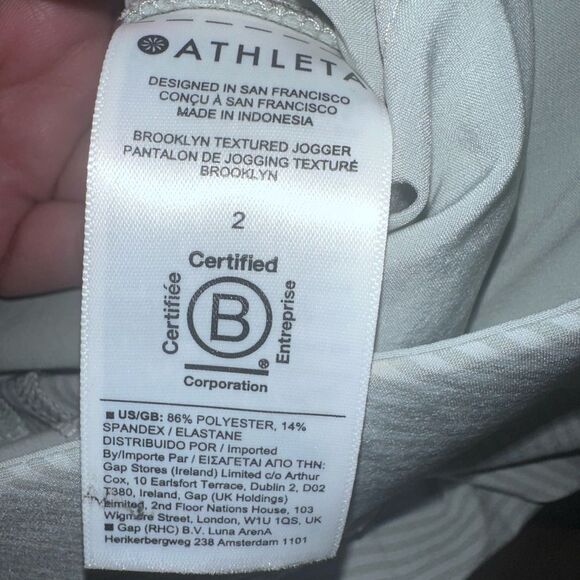 ATHLETA
DESIGNED IN SAN FRANCISCO
CONÇU À SAN FRANCISCO
MADE IN INDONESIA
BROOKLYN TEXTURED JOGGER
PANTALON DE JOGGING TEXTURÉ
BROOKLYN
2
Certified
Certifiée
B
®
Entreprise
Corporation
■ US/GB: 86% POLYESTER, 14%
SPANDEX / ELASTANE
DISTRIBUIDO POR / Imported
By/Importe Par / ΕΙΣΑΓΕΤΑΙ ΑΠΟ ΤΗΝ:
Gap Stores (Ireland) Limited c/o Arthur
Cox, 10 Earlsfort Terrace, Dublin 2, D02
T380, Ireland, Gap (UK Holdings)
Limited, 2nd Floor Nations House, 103
Wigmore Street, London, W1U 1QS, UK
■ Gap (RHC) B.V. Luna ArenA
Herikerbergweg 238 Amsterdam 1101